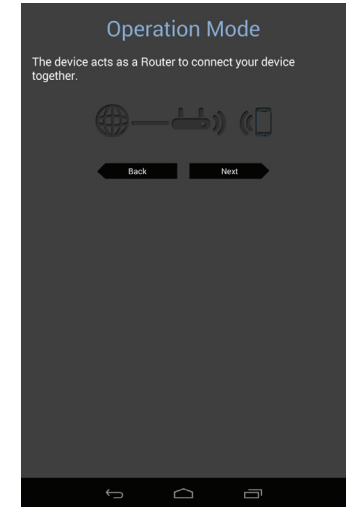 Operation Mode
The device acts as a Router to connect your device
together.
Back
Next